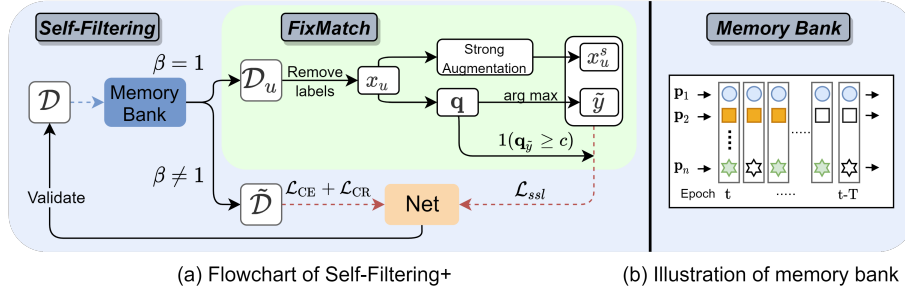 Self-Filtering
FixMatch
Memory Bank
β = 1
𝒟
Memory
Bank
𝒟_u
Remove
labels
x_u
Strong
Augmentation
x_u^s
q
arg max
ỹ
1(q_ỹ ≥ c)
β ≠ 1
Validate
𝒟̃
ℒ_CE + ℒ_CR
Net
ℒ_ssl
p_1
p_2
p_n
Epoch t ..... t-T
(a) Flowchart of Self-Filtering+
(b) Illustration of memory bank